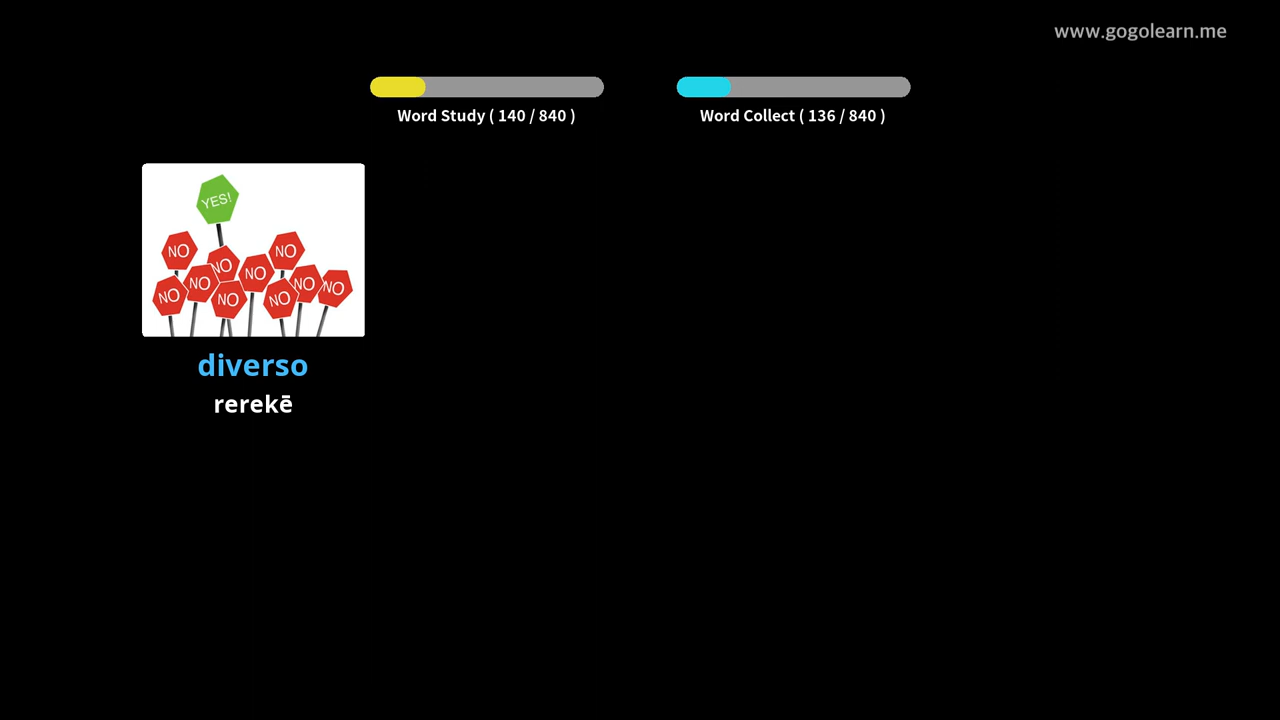 www.gogolearn.me
Word Study ( 140 / 840 )
Word Collect ( 136 / 840 )
YES!
NO
NO
NO
NO
NO
NO
NO
NO
NO
NO
diverso
rerekē